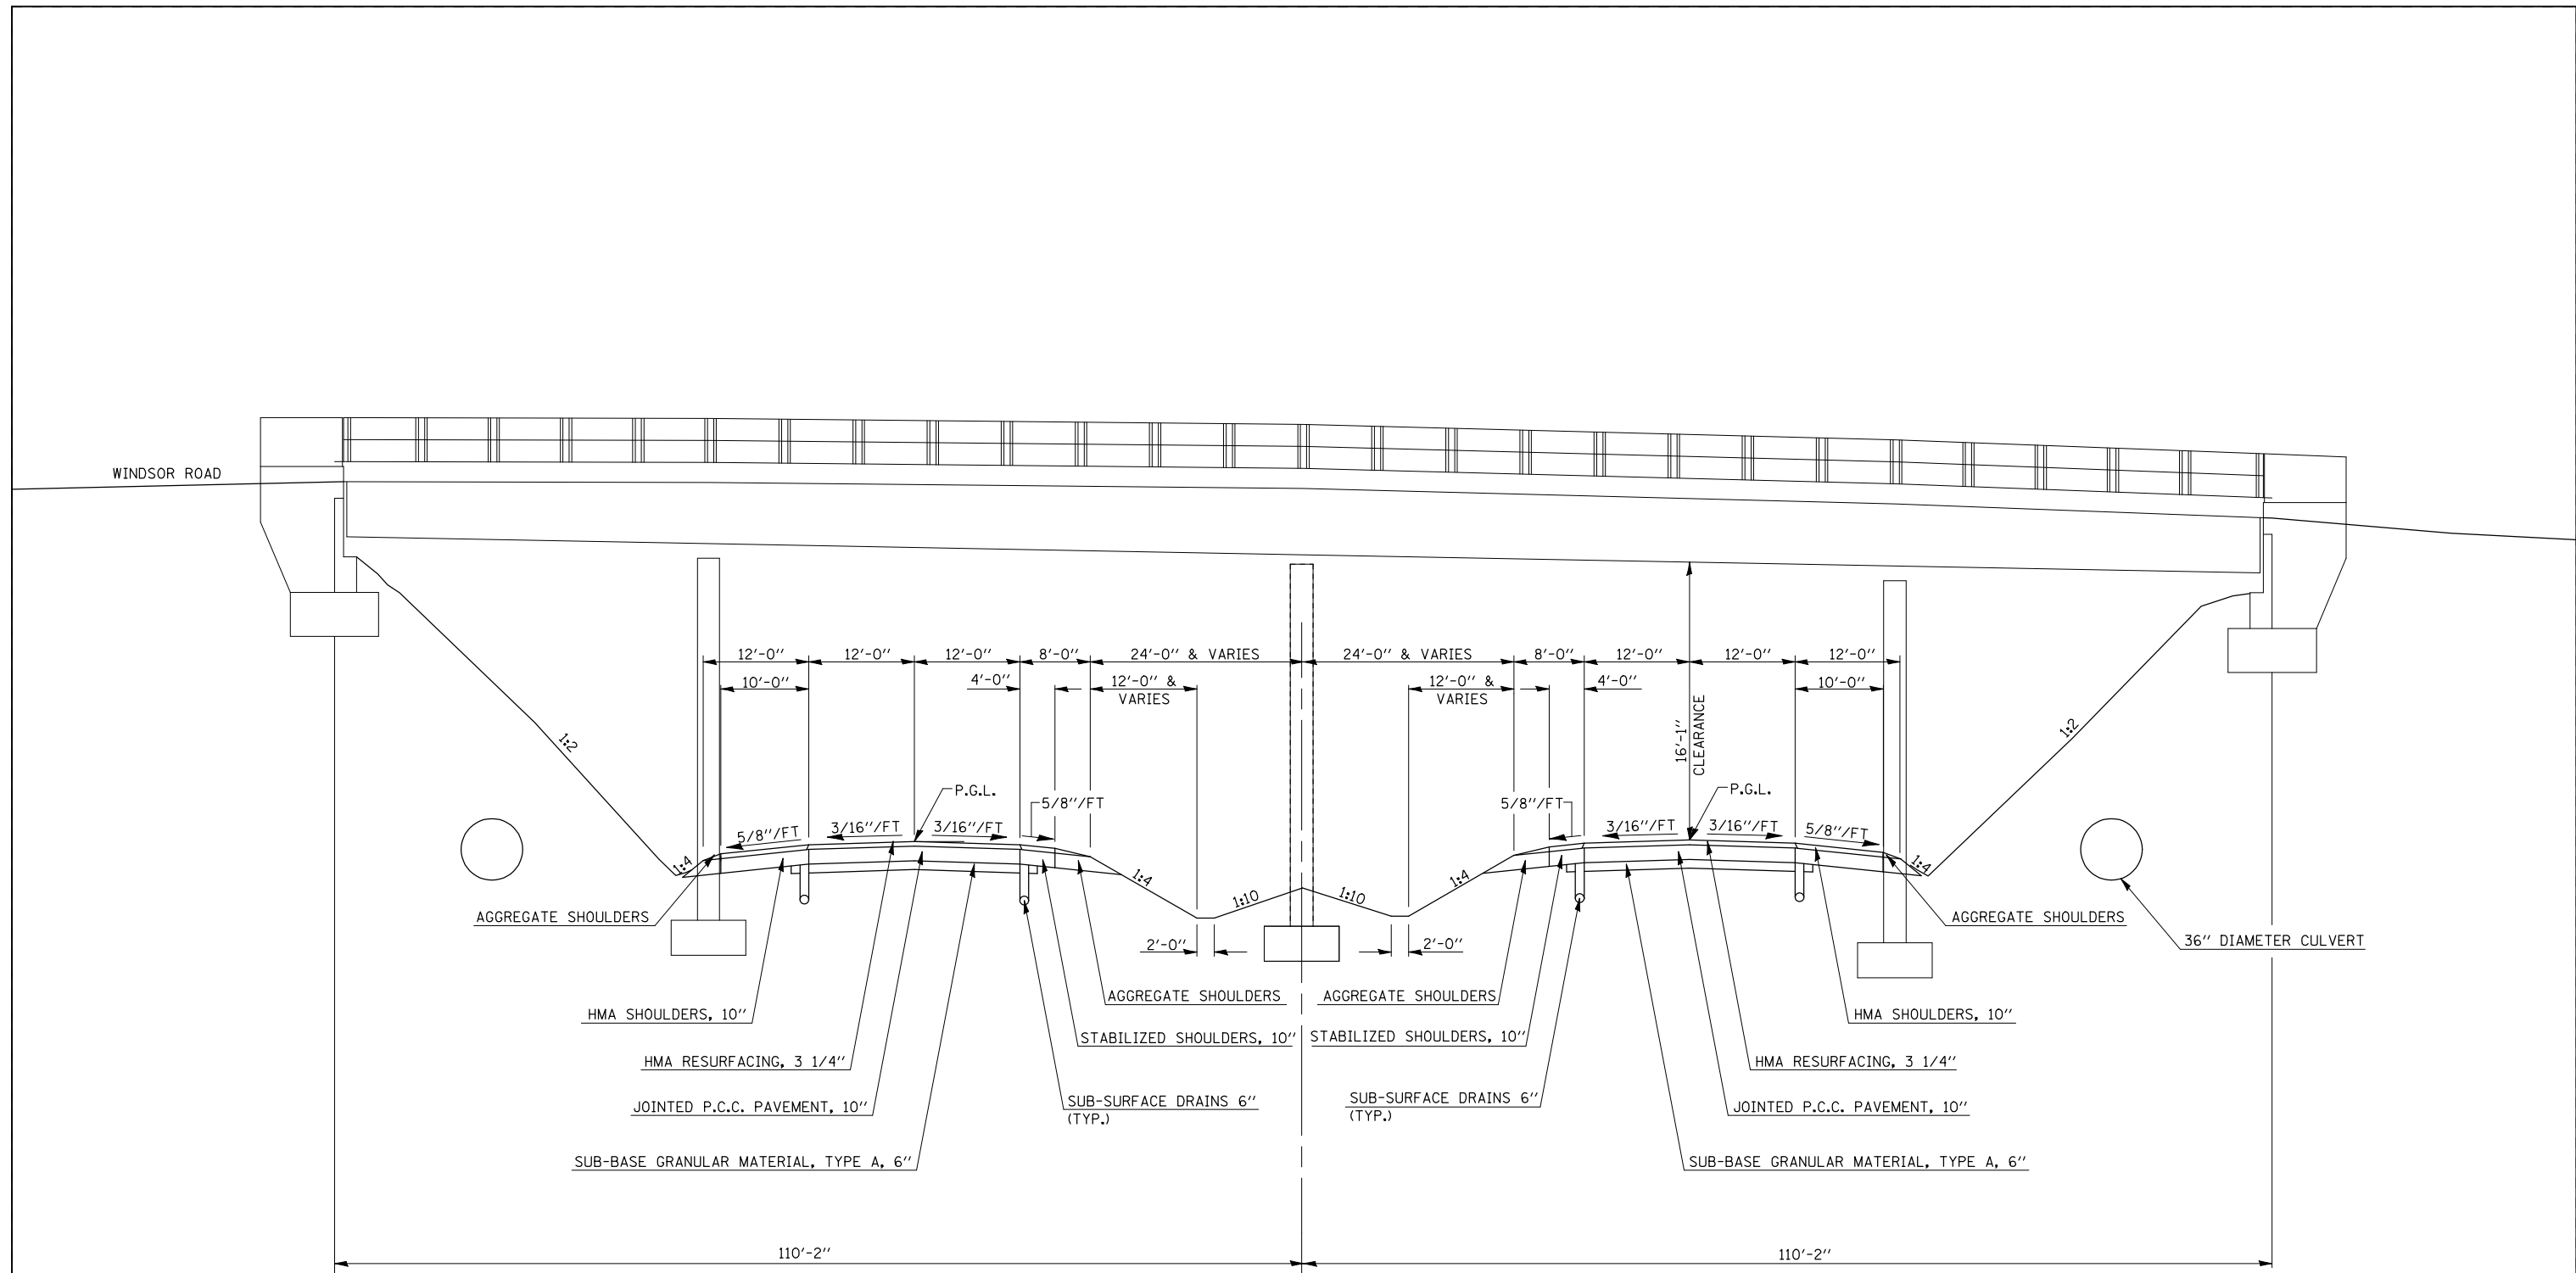 WINDSOR ROAD
12'-0" 12'-0" 12'-0" 8'-0" 24'-0" & VARIES 24'-0" & VARIES 8'-0" 12'-0" 12'-0" 12'-0"
10'-0" 4'-0" 12'-0" & 12'-0" & 4'-0" 10'-0"
VARIES VARIES
16'-1"
CLEARANCE
1:2 1:2
P.G.L. P.G.L.
5/8"/FT 5/8"/FT
5/8"/FT 3/16"/FT 3/16"/FT 3/16"/FT 3/16"/FT 5/8"/FT
1:4 1:4 1:10 1:10 1:4 1:4
AGGREGATE SHOULDERS AGGREGATE SHOULDERS
2'-0" 2'-0" 36" DIAMETER CULVERT
AGGREGATE SHOULDERS AGGREGATE SHOULDERS
HMA SHOULDERS, 10" HMA SHOULDERS, 10"
STABILIZED SHOULDERS, 10" STABILIZED SHOULDERS, 10"
HMA RESURFACING, 3 1/4" HMA RESURFACING, 3 1/4"
SUB-SURFACE DRAINS 6" SUB-SURFACE DRAINS 6"
(TYP.) (TYP.)
JOINTED P.C.C. PAVEMENT, 10" JOINTED P.C.C. PAVEMENT, 10"
SUB-BASE GRANULAR MATERIAL, TYPE A, 6" SUB-BASE GRANULAR MATERIAL, TYPE A, 6"
110'-2" 110'-2"